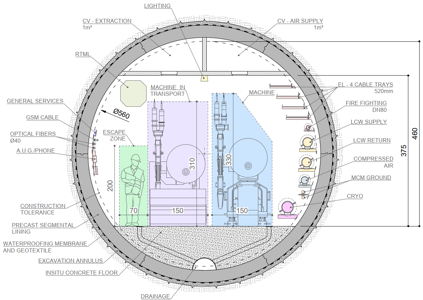 LIGHTING
CV - EXTRACTION
1m²
CV - AIR SUPPLY
1m²
RTML
MACHINE IN
TRANSPORT
MACHINE
EL - 4 CABLE TRAYS
520mm
GENERAL SERVICES
Ø560
FIRE FIGHTING
DN80
GSM CABLE
LCW SUPPLY
OPTICAL FIBERS
Ø40
ESCAPE
ZONE
LCW RETURN
A.U.G.PHONE
COMPRESSED
AIR
310
330
375
460
MCM GROUND
200
CRYO
CONSTRUCTION
TOLERANCE
70
150
150
PRECAST SEGMENTAL
LINING
WATERPROOFING MEMBRANE
AND GEOTEXTILE
EXCAVATION ANNULUS
INSITU CONCRETE FLOOR
DRAINAGE